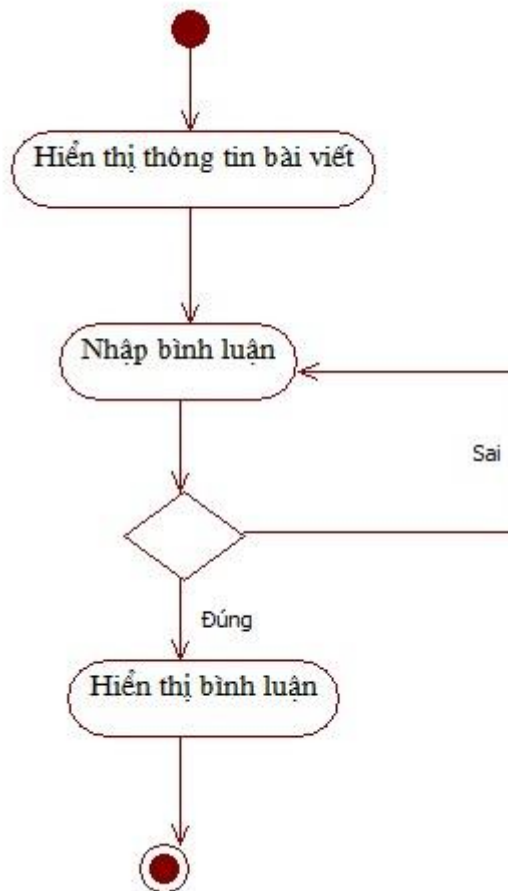 Hiển thị thông tin bài viết
Nhập bình luận
Sai
Đúng
Hiển thị bình luận